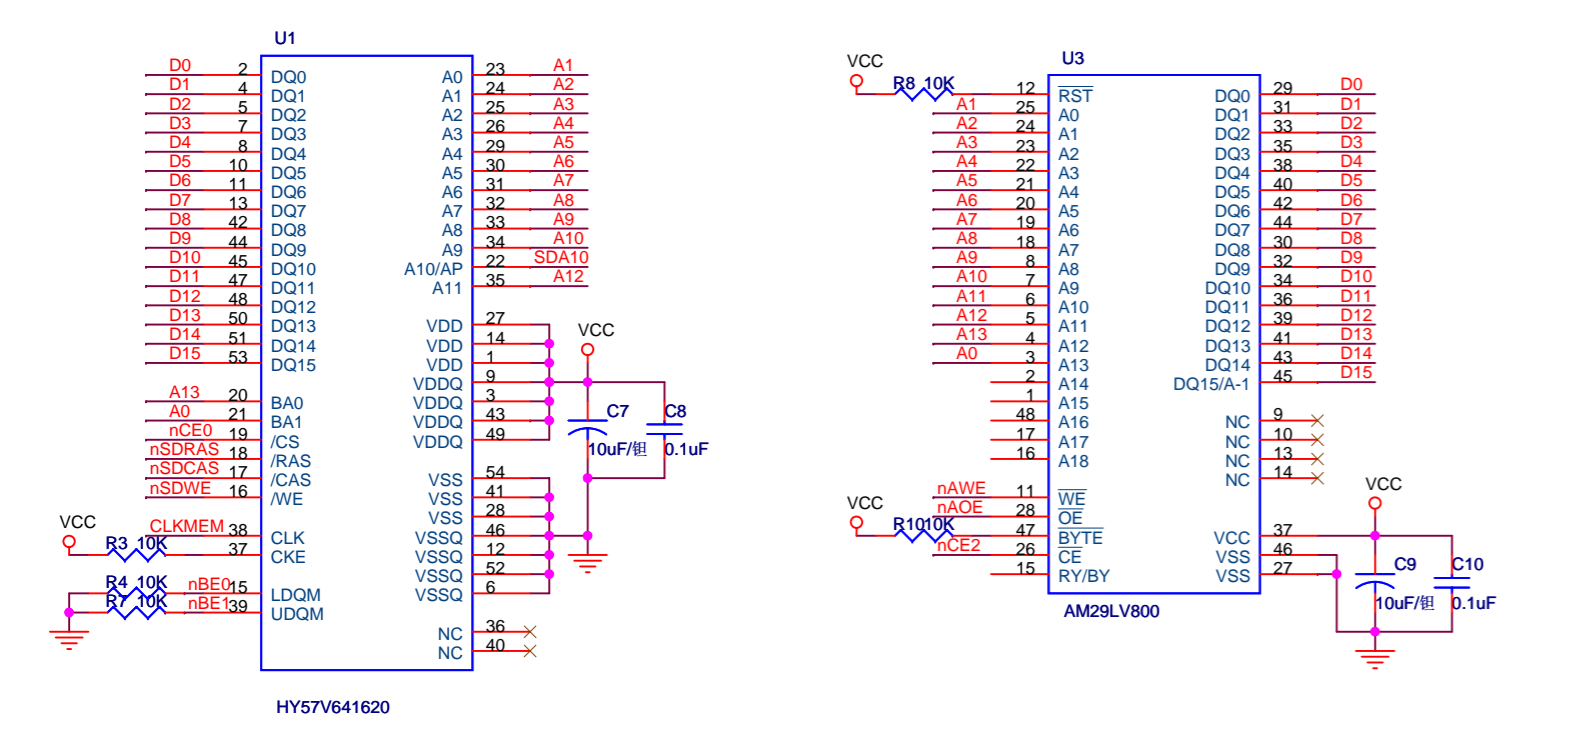 U1
D0 2 DQ0 A0 23 A1
D1 4 DQ1 A1 24 A2
D2 5 DQ2 A2 25 A3
D3 7 DQ3 A3 26 A4
D4 8 DQ4 A4 29 A5
D5 10 DQ5 A5 30 A6
D6 11 DQ6 A6 31 A7
D7 13 DQ7 A7 32 A8
D8 42 DQ8 A8 33 A9
D9 44 DQ9 A9 34 A10
D10 45 DQ10 A10/AP 22 SDA10
D11 47 DQ11 A11 35 A12
D12 48 DQ12
D13 50 DQ13 VDD 27
D14 51 DQ14 VDD 14
D15 53 DQ15 VDD 1
VDDQ 9
A13 20 BA0 VDDQ 3
A0 21 BA1 VDDQ 43
nCE0 19 /CS VDDQ 49
nSDRAS 18 /RAS
nSDCAS 17 /CAS VSS 54
nSDWE 16 /WE VSS 41
VSS 28
CLKMEM 38 CLK VSSQ 46
VCC R3 10K 37 CKE VSSQ 12
VSSQ 52
R4 10K nBE0 15 LDQM VSSQ 6
R7 10K nBE1 39 UDQM
NC 36
NC 40
VCC
C7 C8
10uF/钽 0.1uF
HY57V641620
U3
VCC R8 10K 12 RST DQ0 29 D0
A1 25 A0 DQ1 31 D1
A2 24 A1 DQ2 33 D2
A3 23 A2 DQ3 35 D3
A4 22 A3 DQ4 38 D4
A5 21 A4 DQ5 40 D5
A6 20 A5 DQ6 42 D6
A7 19 A6 DQ7 44 D7
A8 18 A7 DQ8 30 D8
A9 8 A8 DQ9 32 D9
A10 7 A9 DQ10 34 D10
A11 6 A10 DQ11 36 D11
A12 5 A11 DQ12 39 D12
A13 4 A12 DQ13 41 D13
A0 3 A13 DQ14 43 D14
2 A14 DQ15/A-1 45 D15
1 A15
48 A16 NC 9
17 A17 NC 10
16 A18 NC 13
NC 14
nAWE 11 WE
nAOE 28 OE
VCC R10 10K 47 BYTE VCC 37
nCE2 26 CE VSS 46
15 RY/BY VSS 27
VCC
C9 C10
10uF/钽 0.1uF
AM29LV800